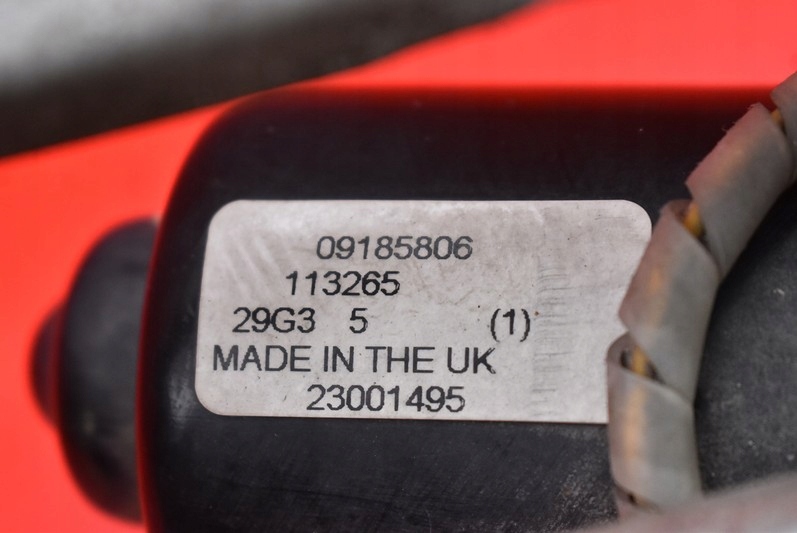 09185806
113265
29G3 5 (1)
MADE IN THE UK
23001495